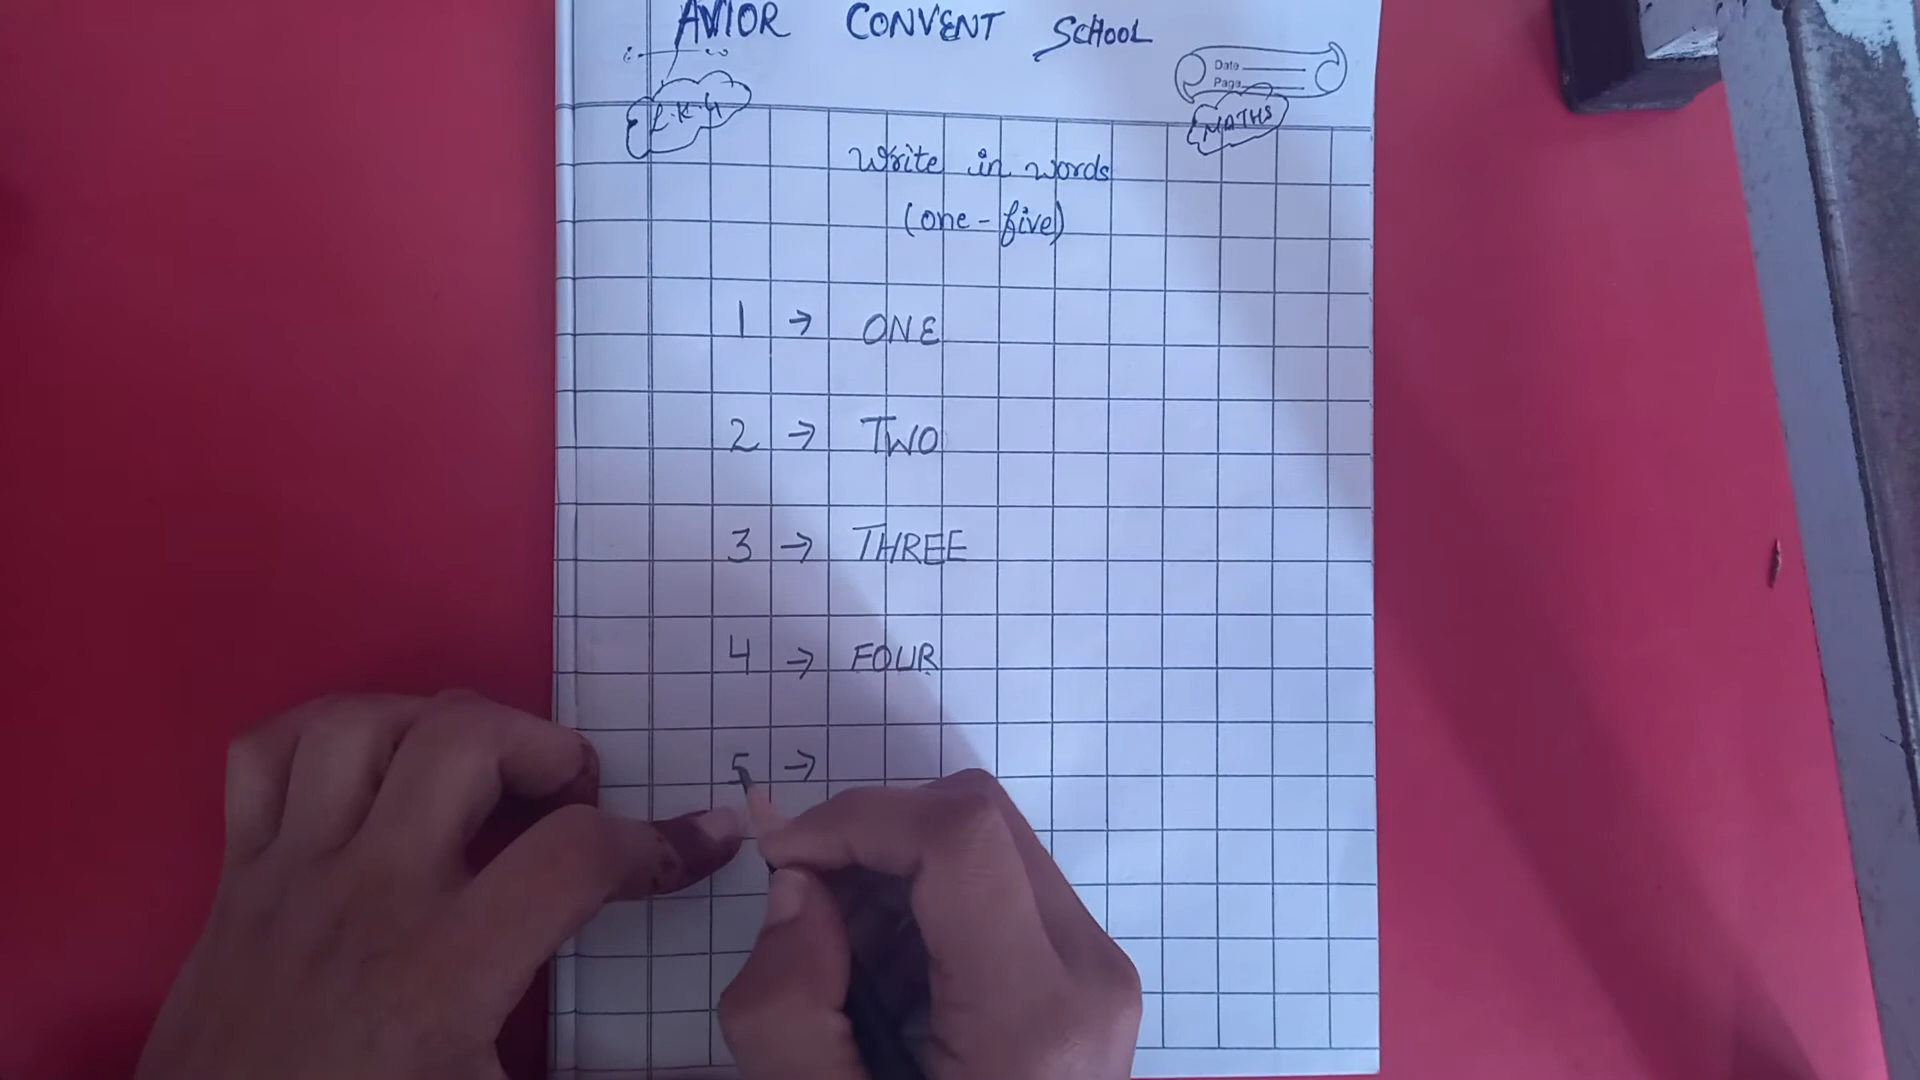 AVIOR CONVENT SCHOOL
Date
Page
L.K.G
MATHS
Write in words
(one - five)
1 → ONE
2 → TWO
3 → THREE
4 → FOUR
5 →